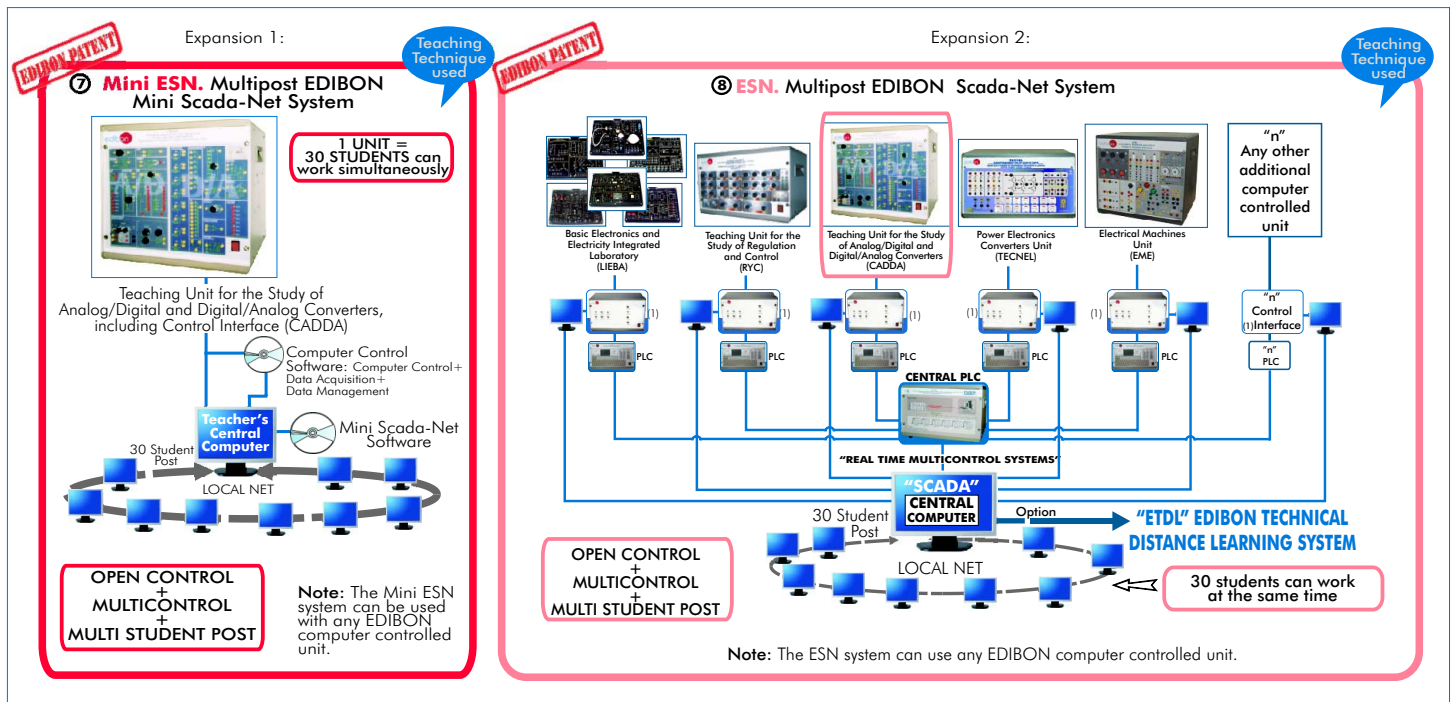 Expansion 1:
EDIBON PATENT
Teaching
Technique
used
⑦ Mini ESN. Multipost EDIBON
Mini Scada-Net System
1 UNIT =
30 STUDENTS can
work simultaneously
Teaching Unit for the Study of
Analog/Digital and Digital/Analog Converters,
including Control Interface (CADDA)
Computer Control
Software: Computer Control+
Data Acquisition+
Data Management
Teacher's
Central
Computer
Mini Scada-Net
Software
30 Student
Post
LOCAL NET
OPEN CONTROL
+
MULTICONTROL
+
MULTI STUDENT POST
Note: The Mini ESN
system can be used
with any EDIBON
computer controlled
unit.
Expansion 2:
EDIBON PATENT
Teaching
Technique
used
⑧ ESN. Multipost EDIBON Scada-Net System
Basic Electronics and
Electricity Integrated
Laboratory
(LIEBA)
Teaching Unit for the
Study of Regulation
and Control
(RYC)
Teaching Unit for the Study
of Analog/Digital and
Digital/Analog Converters
(CADDA)
Power Electronics
Converters Unit
(TECNEL)
Electrical Machines
Unit
(EME)
"n"
Any other
additional
computer
controlled
unit
(1)
(1)
(1)
(1)
(1)
"n"
Control
(1)Interface
PLC
PLC
PLC
PLC
PLC
"n"
PLC
CENTRAL PLC
"REAL TIME MULTICONTROL SYSTEMS"
"SCADA"
CENTRAL
COMPUTER
Option
"ETDL" EDIBON TECHNICAL
DISTANCE LEARNING SYSTEM
30 Student
Post
LOCAL NET
OPEN CONTROL
+
MULTICONTROL
+
MULTI STUDENT POST
30 students can work
at the same time
Note: The ESN system can use any EDIBON computer controlled unit.